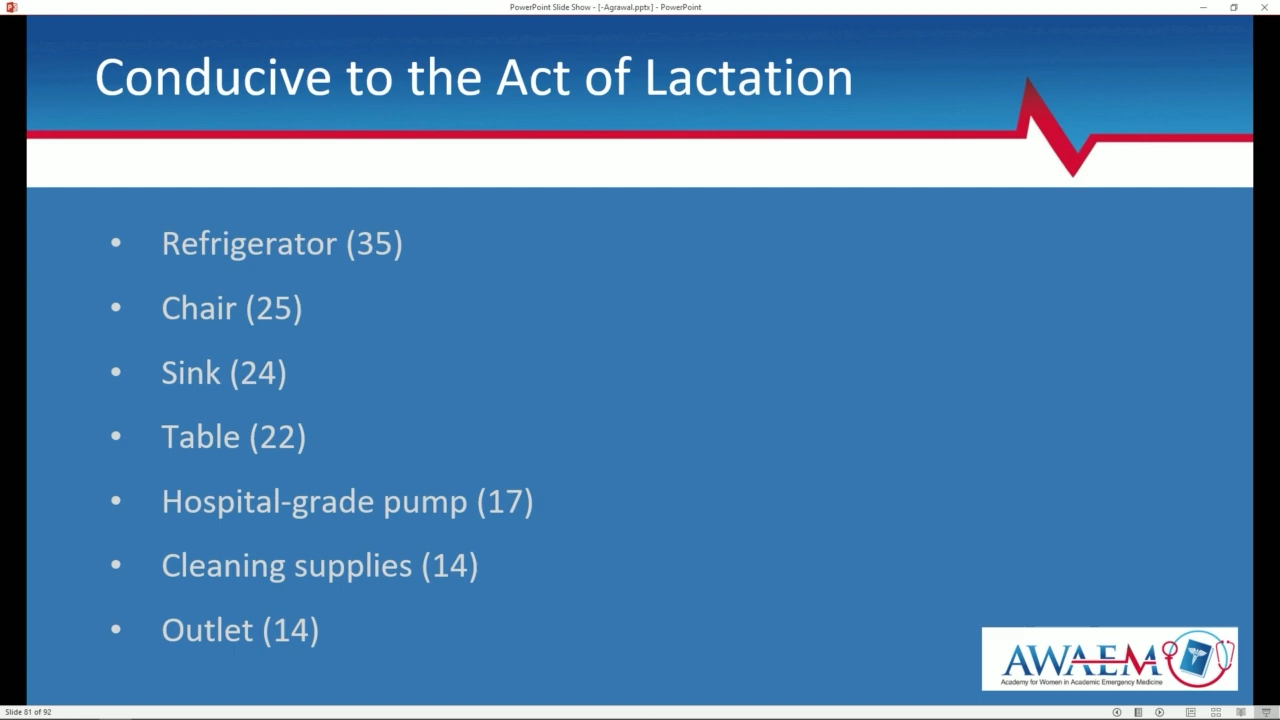 PowerPoint Slide Show - [-Agrawal.pptx] - PowerPoint
Conducive to the Act of Lactation
• Refrigerator (35)
• Chair (25)
• Sink (24)
• Table (22)
• Hospital-grade pump (17)
• Cleaning supplies (14)
• Outlet (14)
AWAEM
Academy for Women in Academic Emergency Medicine
Slide 81 of 92